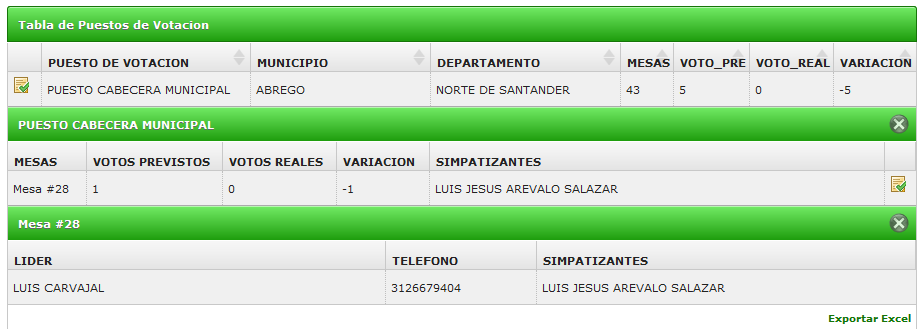 Tabla de Puestos de Votacion
PUESTO DE VOTACION MUNICIPIO DEPARTAMENTO MESAS VOTO_PRE VOTO_REAL VARIACION
PUESTO CABECERA MUNICIPAL ABREGO NORTE DE SANTANDER 43 5 0 -5
PUESTO CABECERA MUNICIPAL
MESAS VOTOS PREVISTOS VOTOS REALES VARIACION SIMPATIZANTES
Mesa #28 1 0 -1 LUIS JESUS AREVALO SALAZAR
Mesa #28
LIDER TELEFONO SIMPATIZANTES
LUIS CARVAJAL 3126679404 LUIS JESUS AREVALO SALAZAR
Exportar Excel